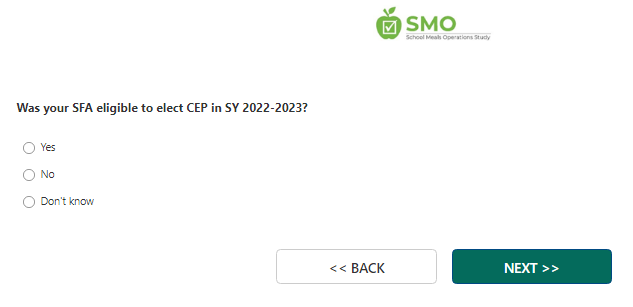 SMO
School Meals Operations Study
Was your SFA eligible to elect CEP in SY 2022-2023?
Yes
No
Don't know
<< BACK
NEXT >>